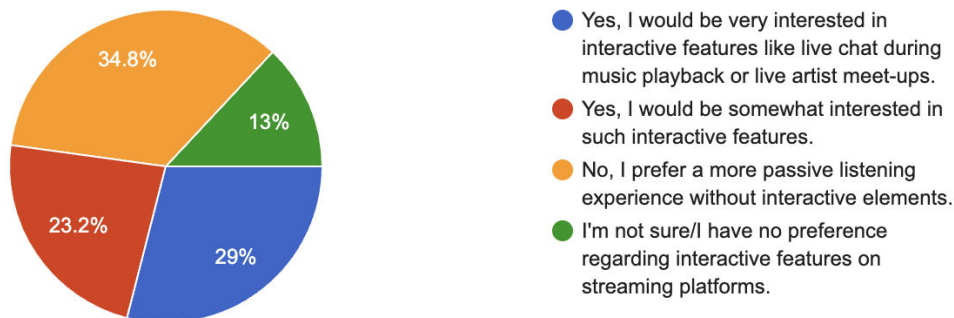 34.8%
13%
23.2%
29%
Yes, I would be very interested in
interactive features like live chat during
music playback or live artist meet-ups.
Yes, I would be somewhat interested in
such interactive features.
No, I prefer a more passive listening
experience without interactive elements.
I'm not sure/I have no preference
regarding interactive features on
streaming platforms.